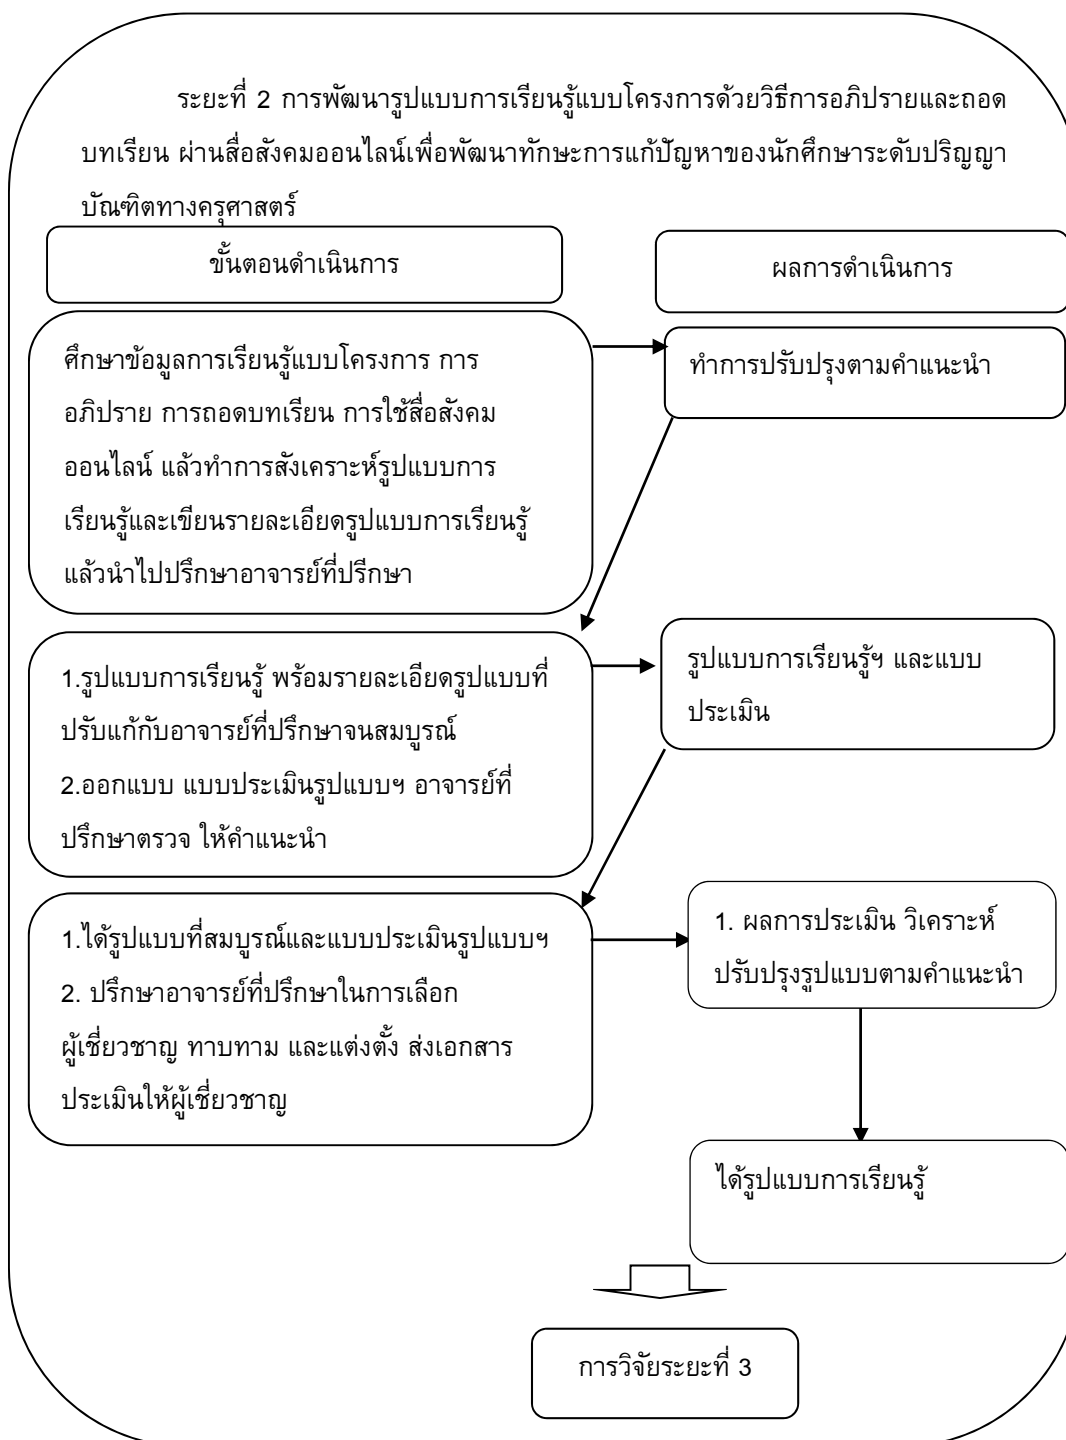 ระยะที่ 2 การพัฒนารูปแบบการเรียนรู้แบบโครงการด้วยวิธีการอภิปรายและถอด
บทเรียน ผ่านสื่อสังคมออนไลน์เพื่อพัฒนาทักษะการแก้ปัญหาของนักศึกษาระดับปริญญา
บัณฑิตทางครุศาสตร์
ขั้นตอนดำเนินการ
ผลการดำเนินการ
ศึกษาข้อมูลการเรียนรู้แบบโครงการ การ
อภิปราย การถอดบทเรียน การใช้สื่อสังคม
ออนไลน์ แล้วทำการสังเคราะห์รูปแบบการ
เรียนรู้และเขียนรายละเอียดรูปแบบการเรียนรู้
แล้วนำไปปรึกษาอาจารย์ที่ปรึกษา
ทำการปรับปรุงตามคำแนะนำ
1.รูปแบบการเรียนรู้ พร้อมรายละเอียดรูปแบบที่
ปรับแก้กับอาจารย์ที่ปรึกษาจนสมบูรณ์
2.ออกแบบ แบบประเมินรูปแบบฯ อาจารย์ที่
ปรึกษาตรวจ ให้คำแนะนำ
รูปแบบการเรียนรู้ฯ และแบบ
ประเมิน
1.ได้รูปแบบที่สมบูรณ์และแบบประเมินรูปแบบฯ
2. ปรึกษาอาจารย์ที่ปรึกษาในการเลือก
ผู้เชี่ยวชาญ ทาบทาม และแต่งตั้ง ส่งเอกสาร
ประเมินให้ผู้เชี่ยวชาญ
1. ผลการประเมิน วิเคราะห์
ปรับปรุงรูปแบบตามคำแนะนำ
ได้รูปแบบการเรียนรู้
การวิจัยระยะที่ 3